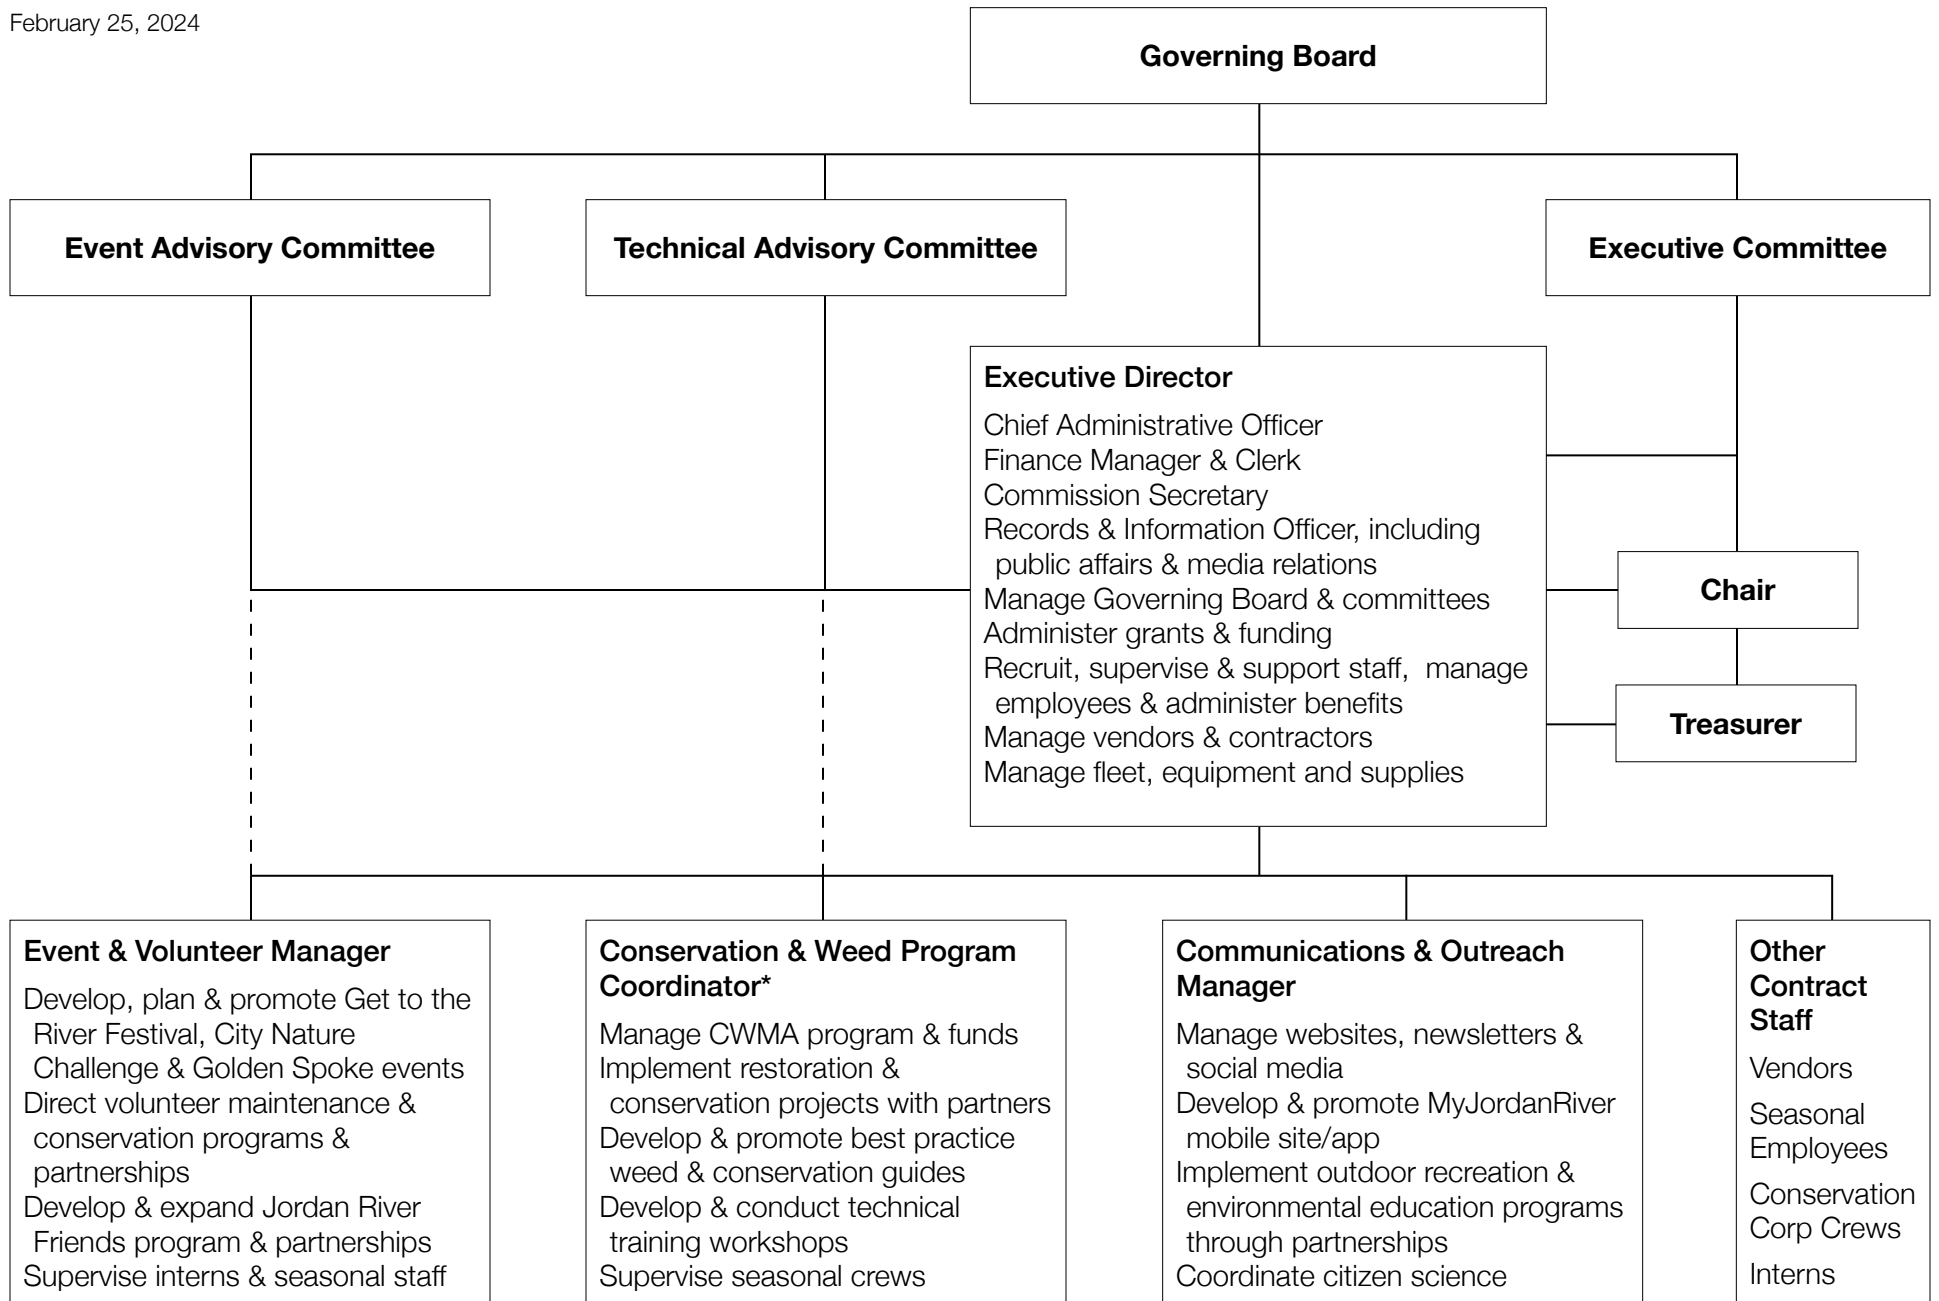 February 25, 2024
Governing Board
Event Advisory Committee
Technical Advisory Committee
Executive Committee
Executive Director
Chief Administrative Officer
Finance Manager & Clerk
Commission Secretary
Records & Information Officer, including
public affairs & media relations
Manage Governing Board & committees
Administer grants & funding
Recruit, supervise & support staff,  manage
employees & administer benefits
Manage vendors & contractors
Manage fleet, equipment and supplies
Chair
Treasurer
Event & Volunteer Manager
Develop, plan & promote Get to the
River Festival, City Nature
Challenge & Golden Spoke events
Direct volunteer maintenance &
conservation programs &
partnerships
Develop & expand Jordan River
Friends program & partnerships
Supervise interns & seasonal staff
Conservation & Weed Program
Coordinator*
Manage CWMA program & funds
Implement restoration &
conservation projects with partners
Develop & promote best practice
weed & conservation guides
Develop & conduct technical
training workshops
Supervise seasonal crews
Communications & Outreach
Manager
Manage websites, newsletters &
social media
Develop & promote MyJordanRiver
mobile site/app
Implement outdoor recreation &
environmental education programs
through partnerships
Coordinate citizen science
Other
Contract
Staff
Vendors
Seasonal
Employees
Conservation
Corp Crews
Interns